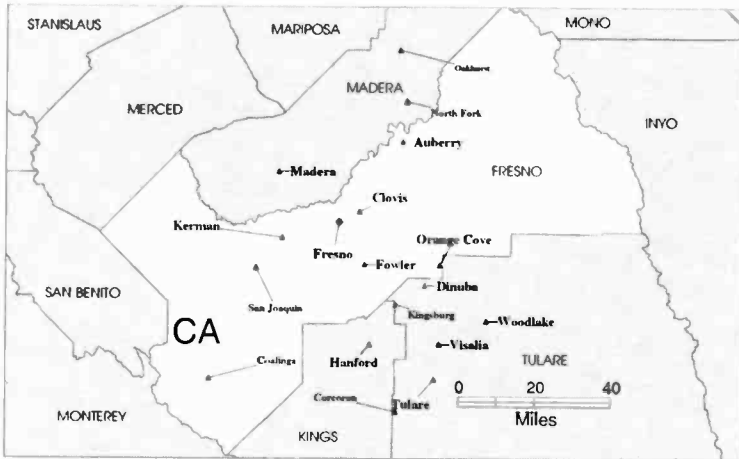 STANISLAUS
MARIPOSA
MONO
Oakhurst
MADERA
MERCED
North Fork
INYO
Auberry
Madera
FRESNO
Clovis
Kerman
Orange Cove
Fresno
Fowler
SAN BENITO
Dinuba
San Joaquin
Kingsburg
Woodlake
CA
Visalia
Coalinga
Hanford
TULARE
0 20 40
Corcoran
Tulare
MONTEREY
Miles
KINGS